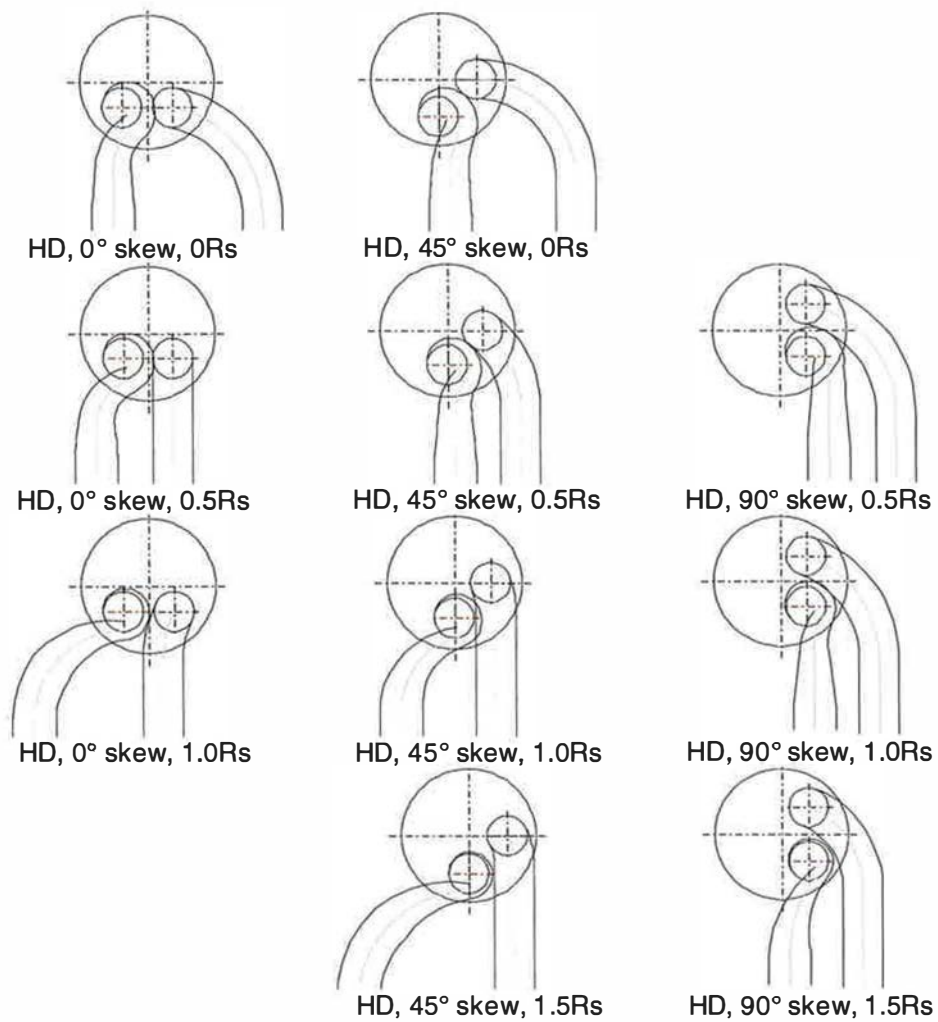 HD, 0° skew, 0Rs
HD, 45° skew, 0Rs
HD, 0° skew, 0.5Rs
HD, 45° skew, 0.5Rs
HD, 90° skew, 0.5Rs
HD, 0° skew, 1.0Rs
HD, 45° skew, 1.0Rs
HD, 90° skew, 1.0Rs
HD, 45° skew, 1.5Rs
HD, 90° skew, 1.5Rs